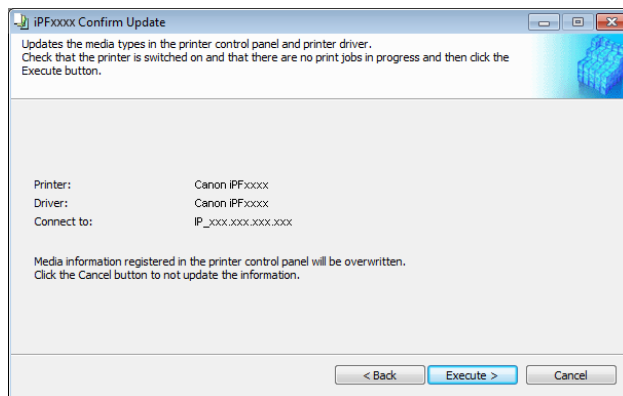 iPFxxxx Confirm Update
Updates the media types in the printer control panel and printer driver.
Check that the printer is switched on and that there are no print jobs in progress and then click the
Execute button.
Printer: Canon iPFxxxx
Driver: Canon iPFxxxx
Connect to: IP_xxx.xxx.xxx.xxx
Media information registered in the printer control panel will be overwritten.
Click the Cancel button to not update the information.
< Back Execute > Cancel